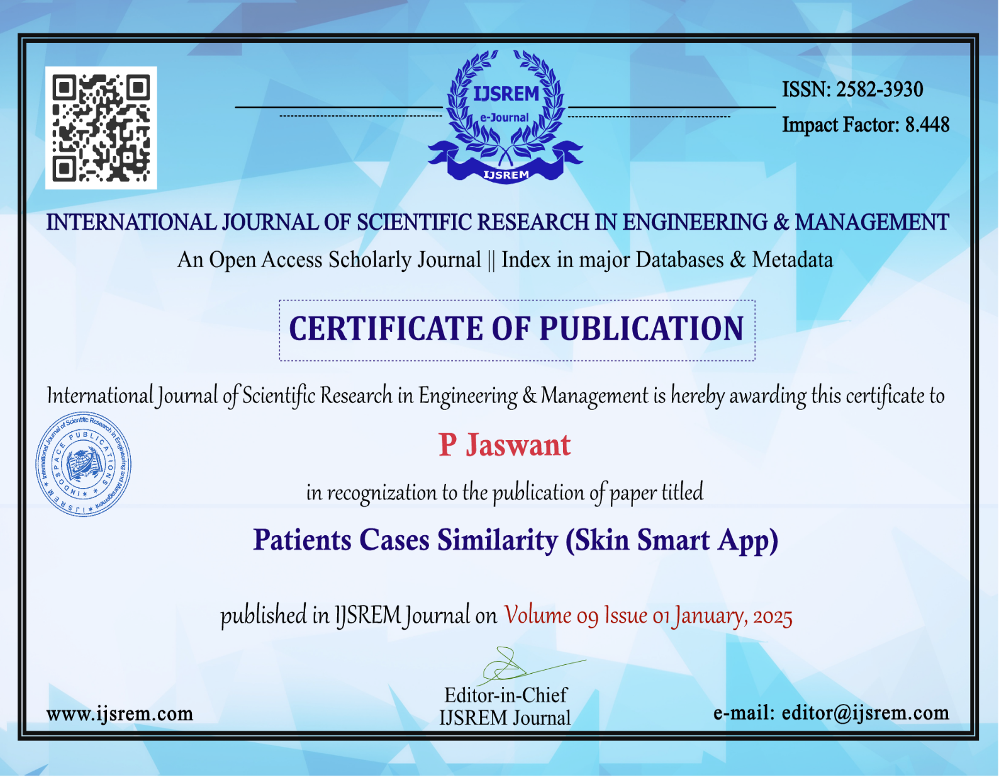 IJSREM
e-Journal
IJSREM
ISSN: 2582-3930
Impact Factor: 8.448
INTERNATIONAL JOURNAL OF SCIENTIFIC RESEARCH IN ENGINEERING & MANAGEMENT
An Open Access Scholarly Journal || Index in major Databases & Metadata
CERTIFICATE OF PUBLICATION
International Journal of Scientific Research in Engineering & Management is hereby awarding this certificate to
International Journal of Scientific Research in Engineering and Management
* IJSREM *
INDOSPACE PUBLICATIONS
P Jaswant
in recognization to the publication of paper titled
Patients Cases Similarity (Skin Smart App)
published in IJSREM Journal on Volume 09 Issue 01 January, 2025
Editor-in-Chief
IJSREM Journal
www.ijsrem.com
e-mail: editor@ijsrem.com